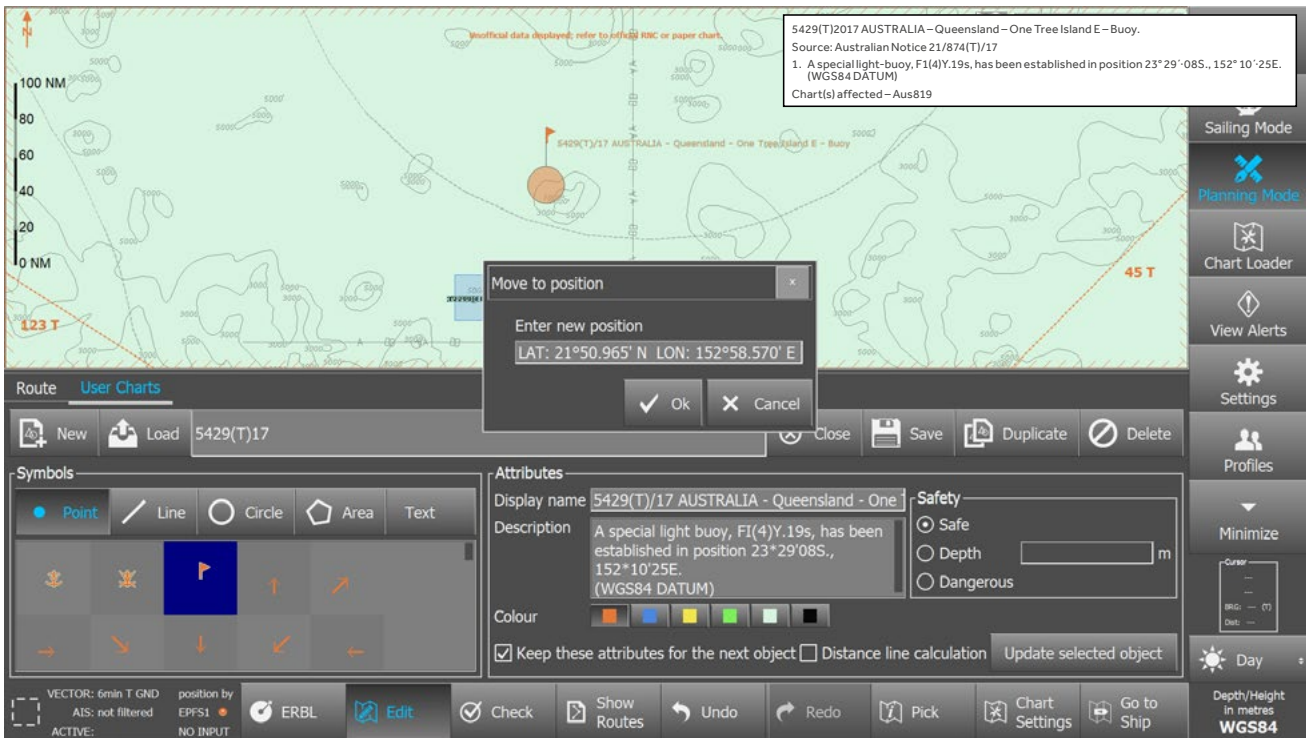 N
Unofficial data displayed; refer to official RNC or paper chart.
5429(T)2017 AUSTRALIA – Queensland – One Tree Island E – Buoy.
Source: Australian Notice 21/874(T)/17
1. A special light-buoy, F1(4)Y.19s, has been established in position 23° 29´·08S., 152° 10´·25E.
(WGS84 DATUM)
Chart(s) affected – Aus819
100 NM
80
60
40
20
0 NM
5429(T)/17 AUSTRALIA - Queensland - One Tree Island E - Buoy
123 T
45 T
Sailing Mode
Planning Mode
Chart Loader
View Alerts
Settings
Profiles
Minimize
Move to position
x
Enter new position
LAT: 21°50.965' N LON: 152°58.570' E
Ok
Cancel
Route
User Charts
New
Load
5429(T)17
Close
Save
Duplicate
Delete
Symbols
Point
Line
Circle
Area
Text
Attributes
Display name
5429(T)/17 AUSTRALIA - Queensland - One
Description
A special light buoy, FI(4)Y.19s, has been
established in position 23*29'08S.,
152*10'25E.
(WGS84 DATUM)
Colour
Safety
Safe
Depth
m
Dangerous
Keep these attributes for the next object
Distance line calculation
Update selected object
Cursor
---
---
BRG: --- (T)
Dist: ---
Day
VECTOR: 6min T GND
AIS: not filtered
ACTIVE:
position by
EPFS1
NO INPUT
ERBL
Edit
Check
Show
Routes
Undo
Redo
Pick
Chart
Settings
Go to
Ship
Depth/Height
in metres
WGS84